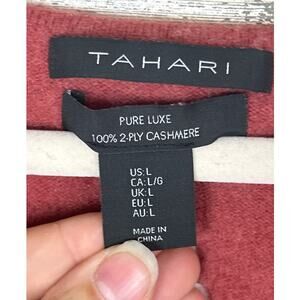 TAHARI
PURE LUXE
100% 2-PLY CASHMERE
US:L
CA:L/G
UK:L
EU:L
AU:L
MADE IN
CHINA